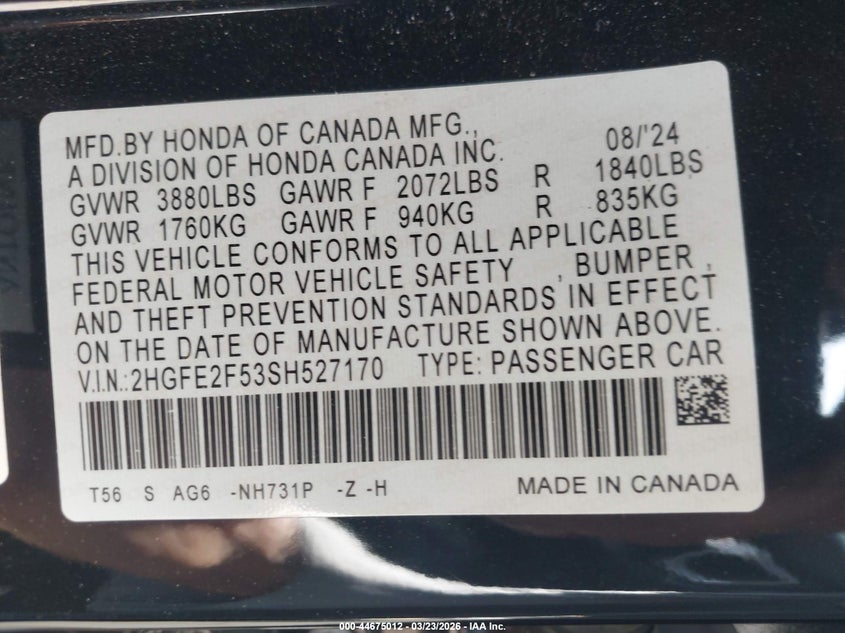 MFD.BY HONDA OF CANADA MFG.,
A DIVISION OF HONDA CANADA INC. 08/'24
GVWR 3880LBS GAWR F 2072LBS R 1840LBS
GVWR 1760KG GAWR F 940KG R 835KG
THIS VEHICLE CONFORMS TO ALL APPLICABLE
FEDERAL MOTOR VEHICLE SAFETY , BUMPER ,
AND THEFT PREVENTION STANDARDS IN EFFECT
ON THE DATE OF MANUFACTURE SHOWN ABOVE.
V.I.N.:2HGFE2F53SH527170 TYPE: PASSENGER CAR
T56 S AG6 -NH731P -Z -H MADE IN CANADA
000-44675012 - 03/23/2026 - IAA Inc.